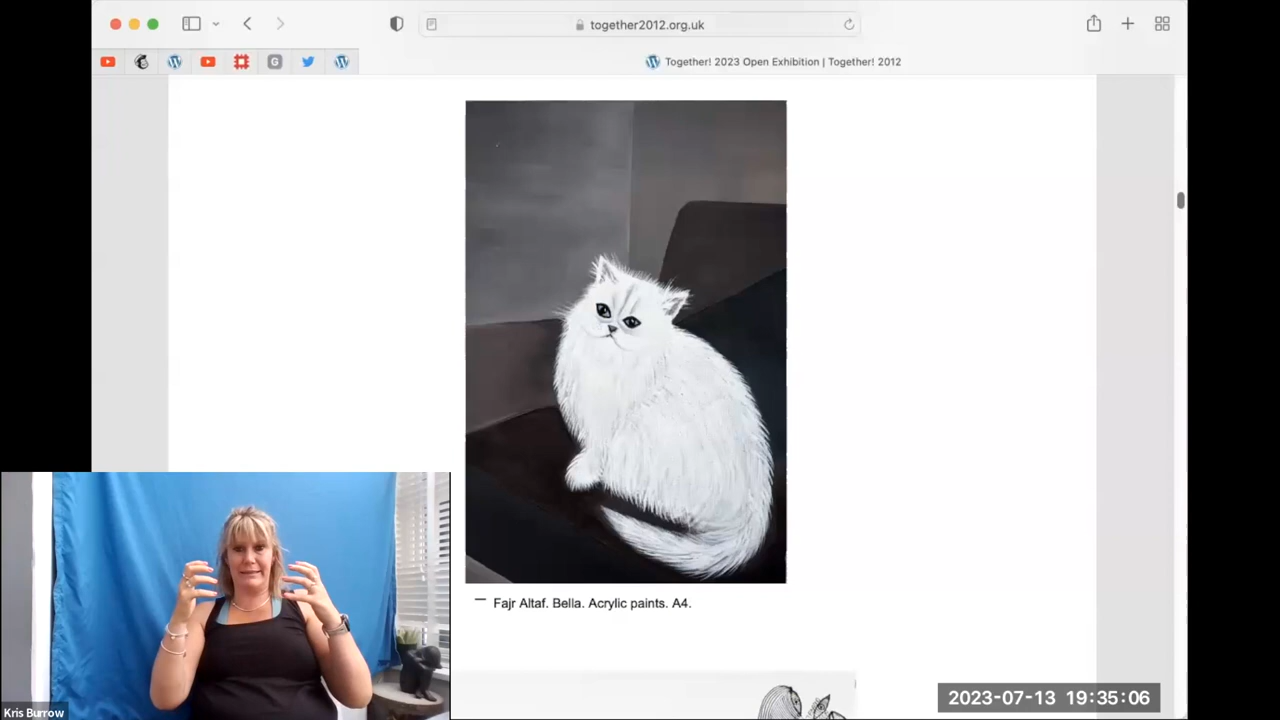 together2012.org.uk
G
Together! 2023 Open Exhibition | Together! 2012
Fajr Altaf. Bella. Acrylic paints. A4.
2023-07-13 19:35:06
Kris Burrow